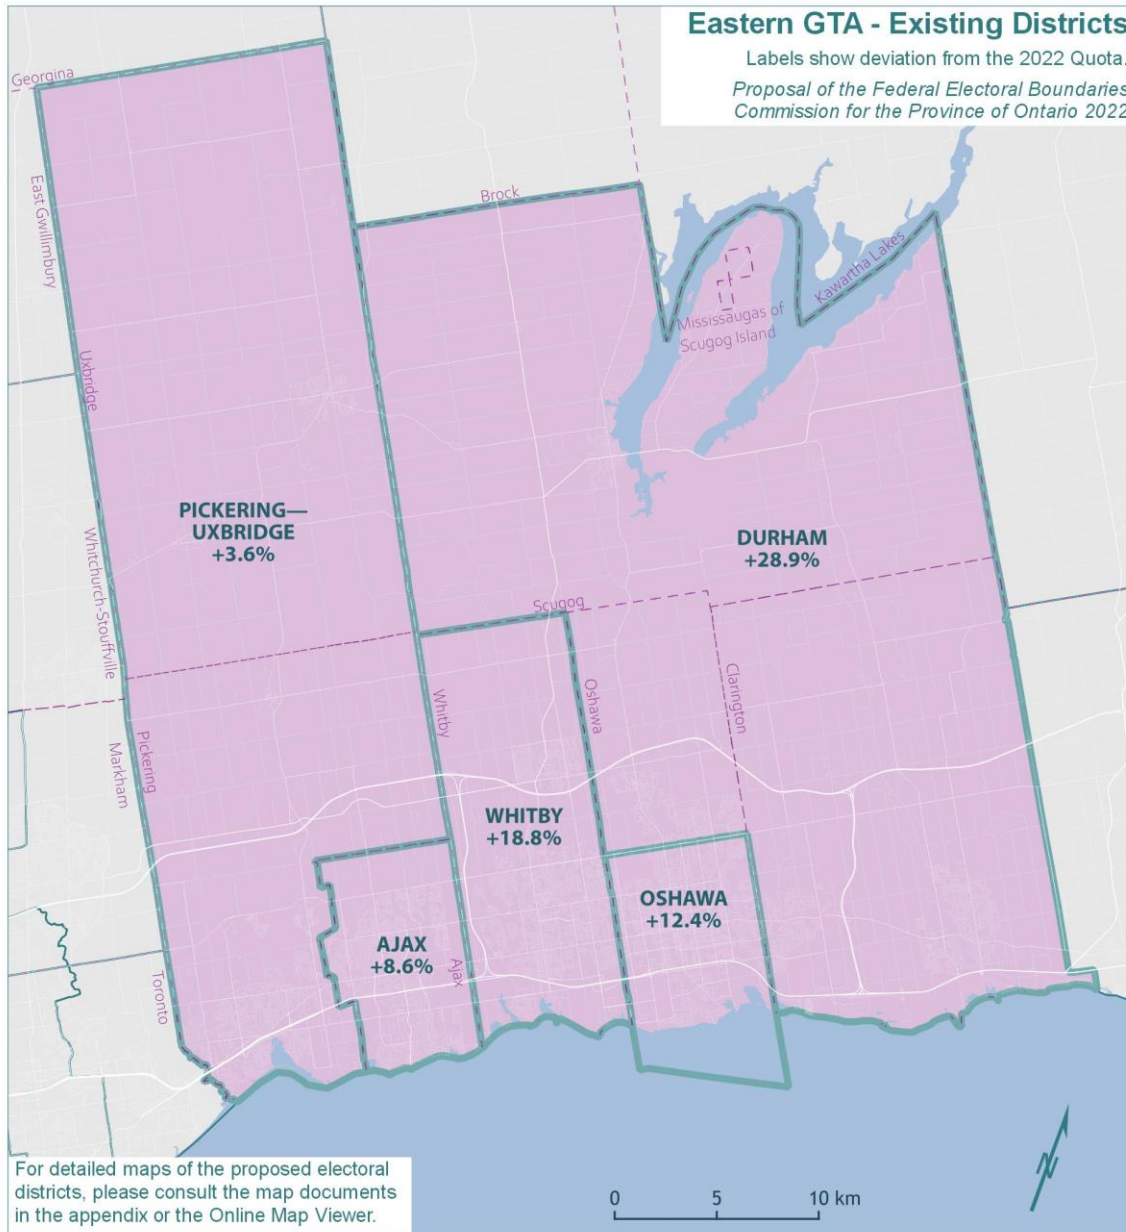 Eastern GTA - Existing Districts
Labels show deviation from the 2022 Quota.
Proposal of the Federal Electoral Boundaries
Commission for the Province of Ontario 2022
Georgina
East Gwillimbury
Brock
Kawartha Lakes
Mississaugas of
Scugog Island
Uxbridge
PICKERING—
UXBRIDGE
+3.6%
DURHAM
+28.9%
Whitchurch-Stouffville
Scugog
Whitby
Oshawa
Clarington
Pickering
Markham
WHITBY
+18.8%
OSHAWA
+12.4%
AJAX
+8.6%
Ajax
Toronto
N
For detailed maps of the proposed electoral
districts, please consult the map documents
in the appendix or the Online Map Viewer.
0 5 10 km